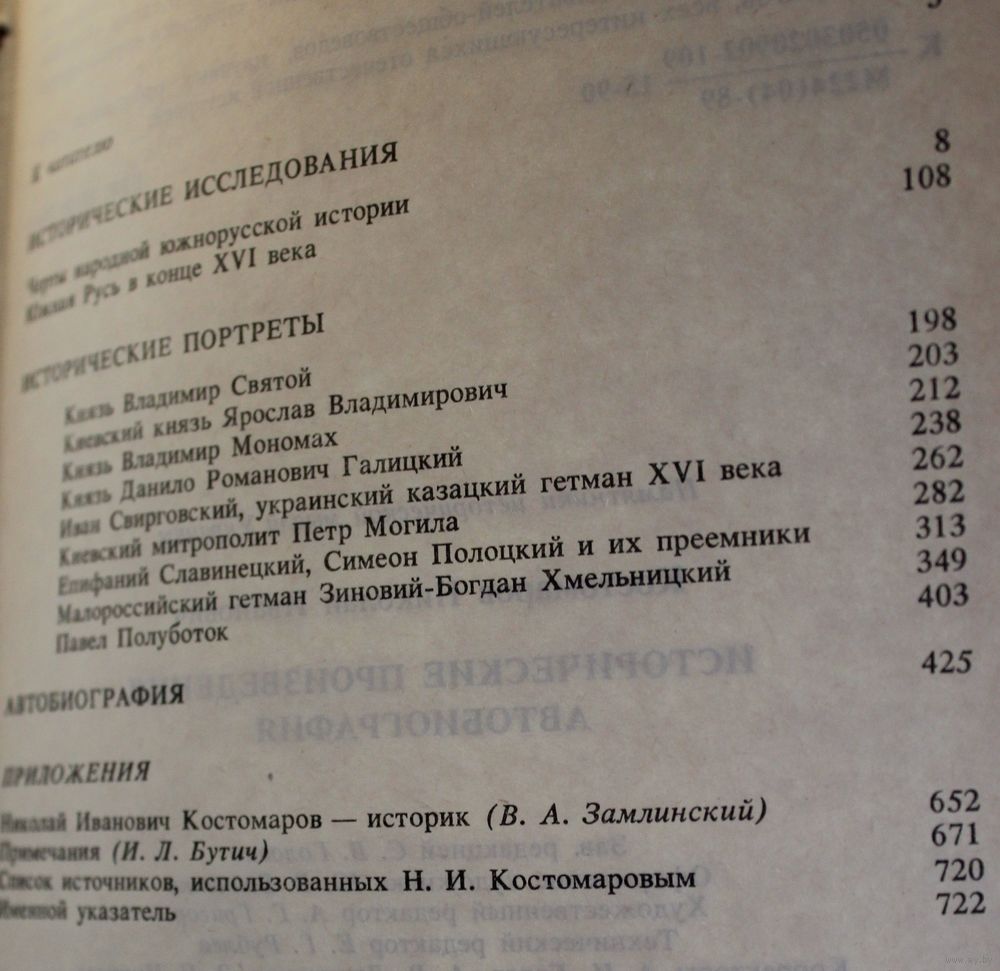 К читателю 5
ИСТОРИЧЕСКИЕ ИССЛЕДОВАНИЯ
Черты народной южнорусской истории 8
Южная Русь в конце XVI века 108
ИСТОРИЧЕСКИЕ ПОРТРЕТЫ
Князь Владимир Святой 198
Киевский князь Ярослав Владимирович 203
Князь Владимир Мономах 212
Князь Данило Романович Галицкий 238
Иван Свирговский, украинский казацкий гетман XVI века 262
Киевский митрополит Петр Могила 282
Епифаний Славинецкий, Симеон Полоцкий и их преемники 313
Малороссийский гетман Зиновий-Богдан Хмельницкий 349
Павел Полуботок 403
АВТОБИОГРАФИЯ 425
ПРИЛОЖЕНИЯ
Николай Иванович Костомаров — историк (В. А. Замлинский) 652
Примечания (И. Л. Бутич) 671
Список источников, использованных Н. И. Костомаровым 720
Именной указатель 722